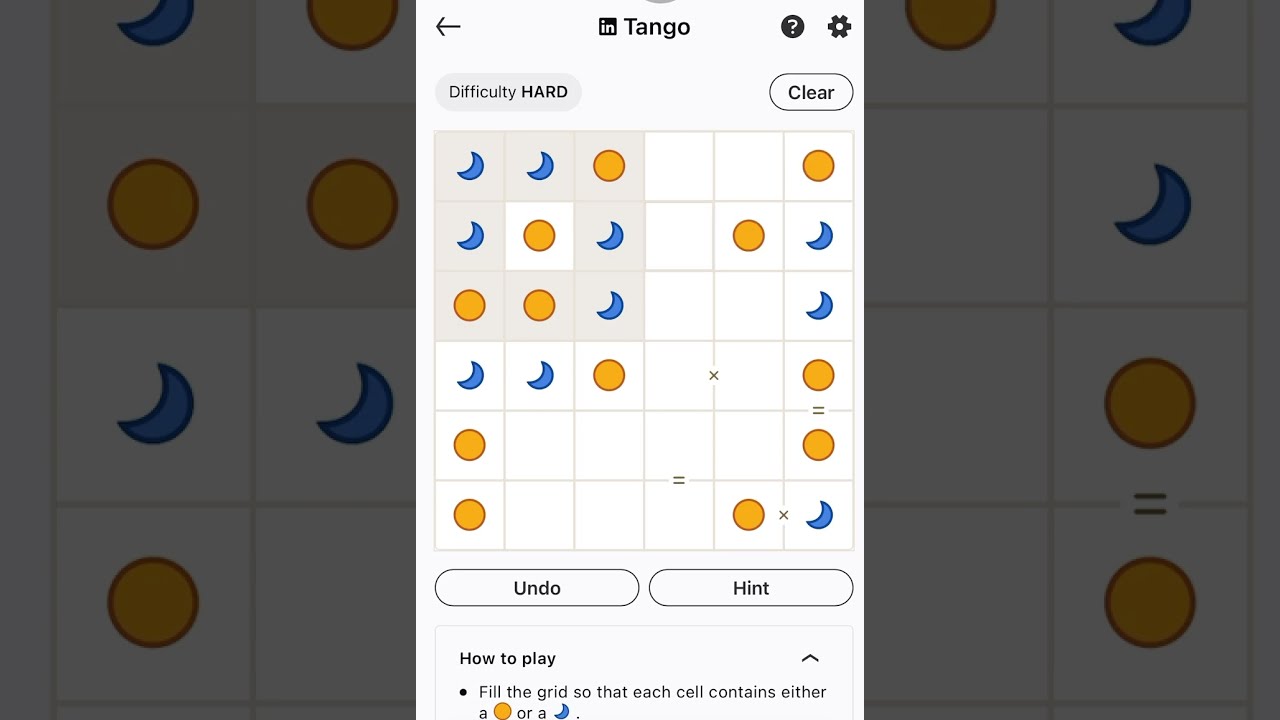 in Tango ?
Difficulty HARD
Clear
×
=
=
×
Undo
Hint
How to play
• Fill the grid so that each cell contains either
a or a .